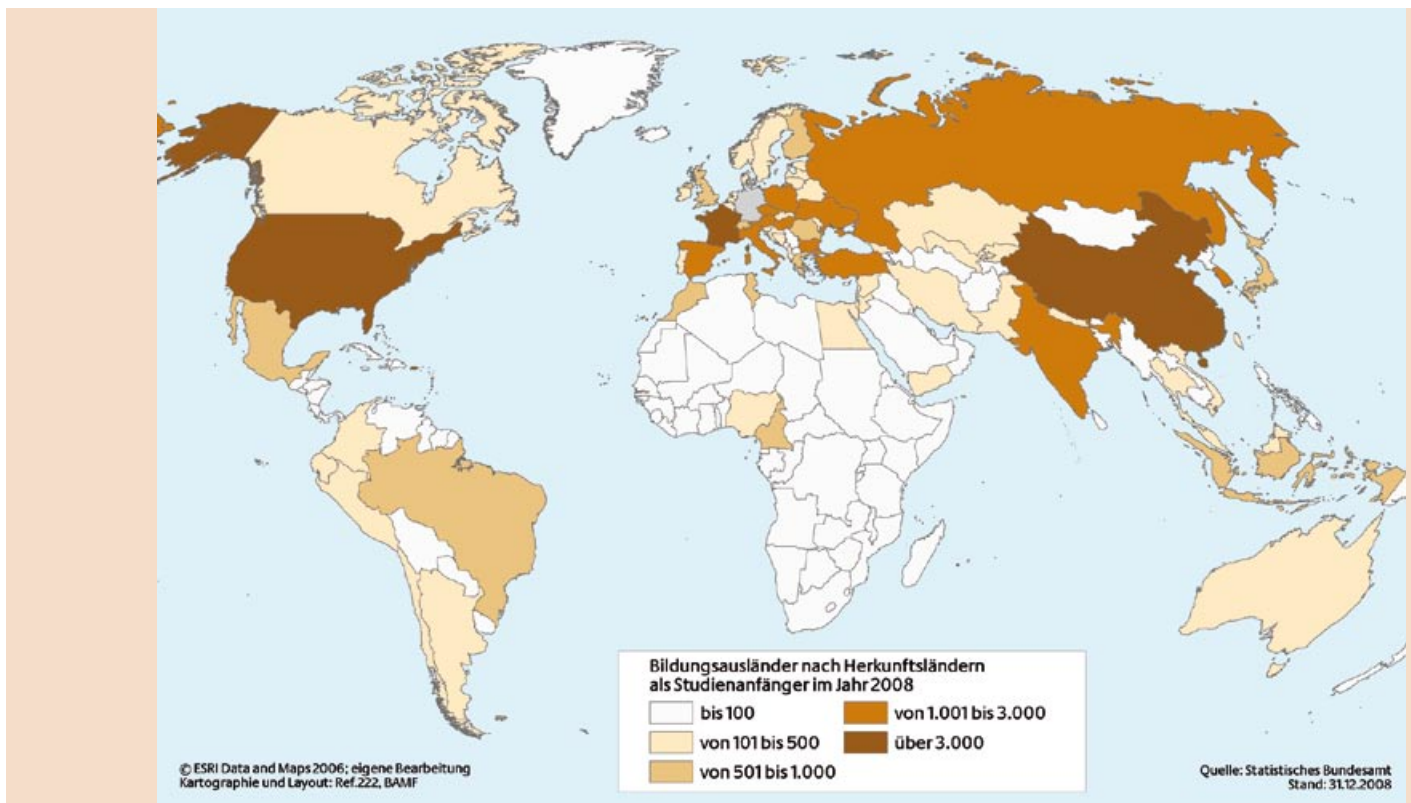 Bildungsausländer nach Herkunftsländern
als Studienanfänger im Jahr 2008
bis 100
von 101 bis 500
von 501 bis 1.000
von 1.001 bis 3.000
über 3.000
© ESRI Data and Maps 2006; eigene Bearbeitung
Kartographie und Layout: Ref.222, BAMF
Quelle: Statistisches Bundesamt
Stand: 31.12.2008